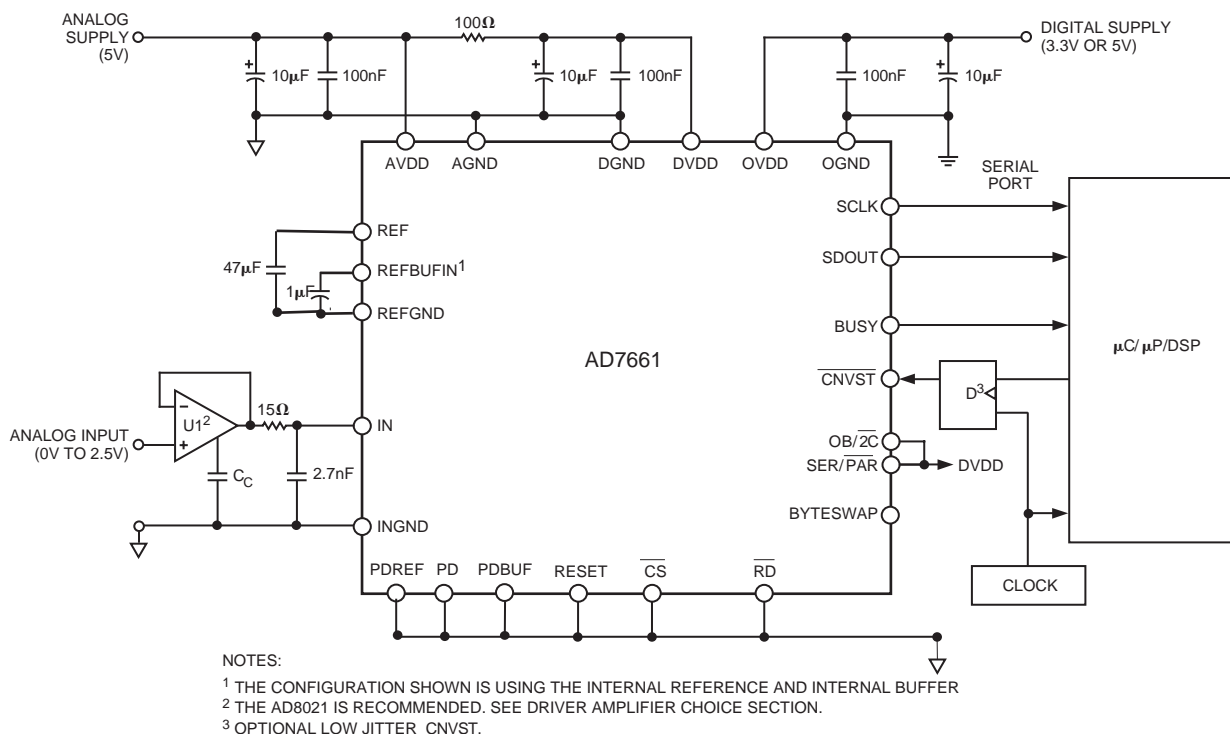 ANALOG
SUPPLY
(5V)
100Ω
DIGITAL SUPPLY
(3.3V OR 5V)
+
10μF
100nF
+
10μF
100nF
100nF
+
10μF
AVDD
AGND
DGND
DVDD
OVDD
OGND
SERIAL
PORT
SCLK
REF
SDOUT
47μF
REFBUFIN¹
1μF
REFGND
BUSY
μC/μP/DSP
AD7661
CNVST
D³
15Ω
–
U1²
+
IN
ANALOG INPUT
(0V TO 2.5V)
OB/2C
SER/PAR
DVDD
CC
2.7nF
BYTESWAP
INGND
PDREF
PD
PDBUF
RESET
CS
RD
CLOCK
NOTES:
¹ THE CONFIGURATION SHOWN IS USING THE INTERNAL REFERENCE AND INTERNAL BUFFER
² THE AD8021 IS RECOMMENDED. SEE DRIVER AMPLIFIER CHOICE SECTION.
³ OPTIONAL LOW JITTER CNVST.